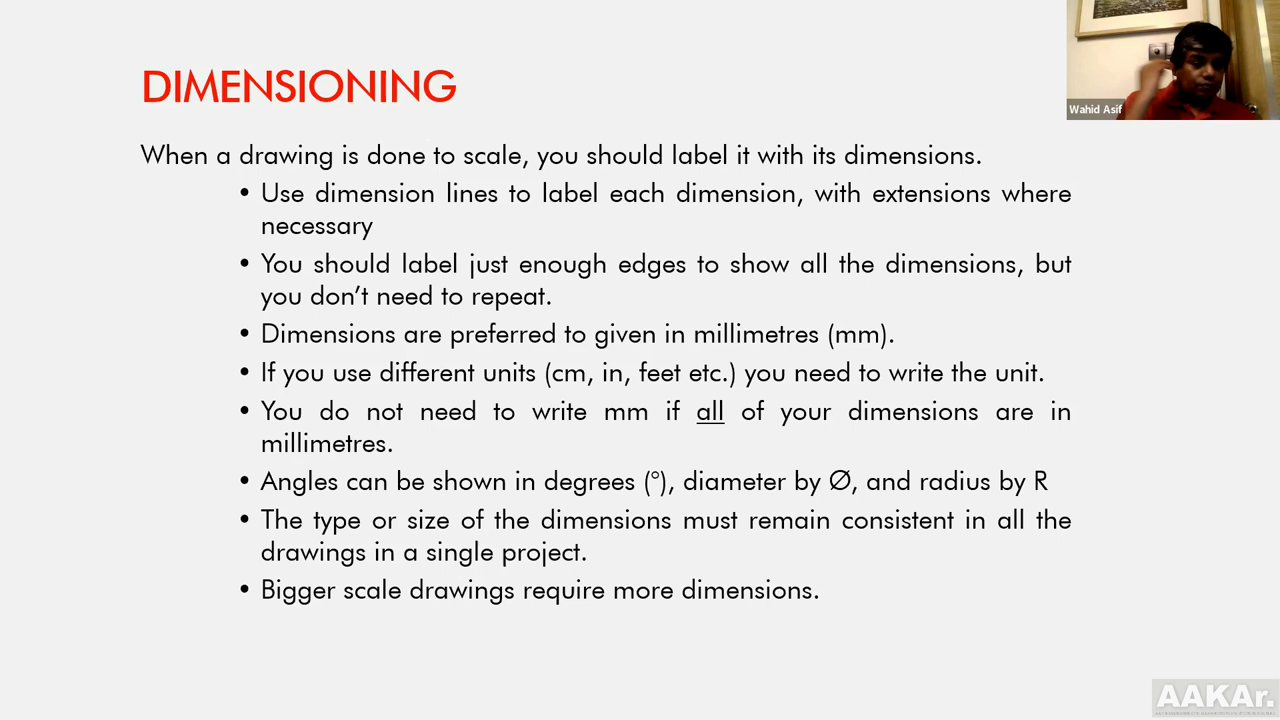 DIMENSIONING
Wahid Asif
When a drawing is done to scale, you should label it with its dimensions.
• Use dimension lines to label each dimension, with extensions where
necessary
• You should label just enough edges to show all the dimensions, but
you don't need to repeat.
• Dimensions are preferred to given in millimetres (mm).
• If you use different units (cm, in, feet etc.) you need to write the unit.
• You do not need to write mm if all of your dimensions are in
millimetres.
• Angles can be shown in degrees (°), diameter by Ø, and radius by R
• The type or size of the dimensions must remain consistent in all the
drawings in a single project.
• Bigger scale drawings require more dimensions.
AAKAr.